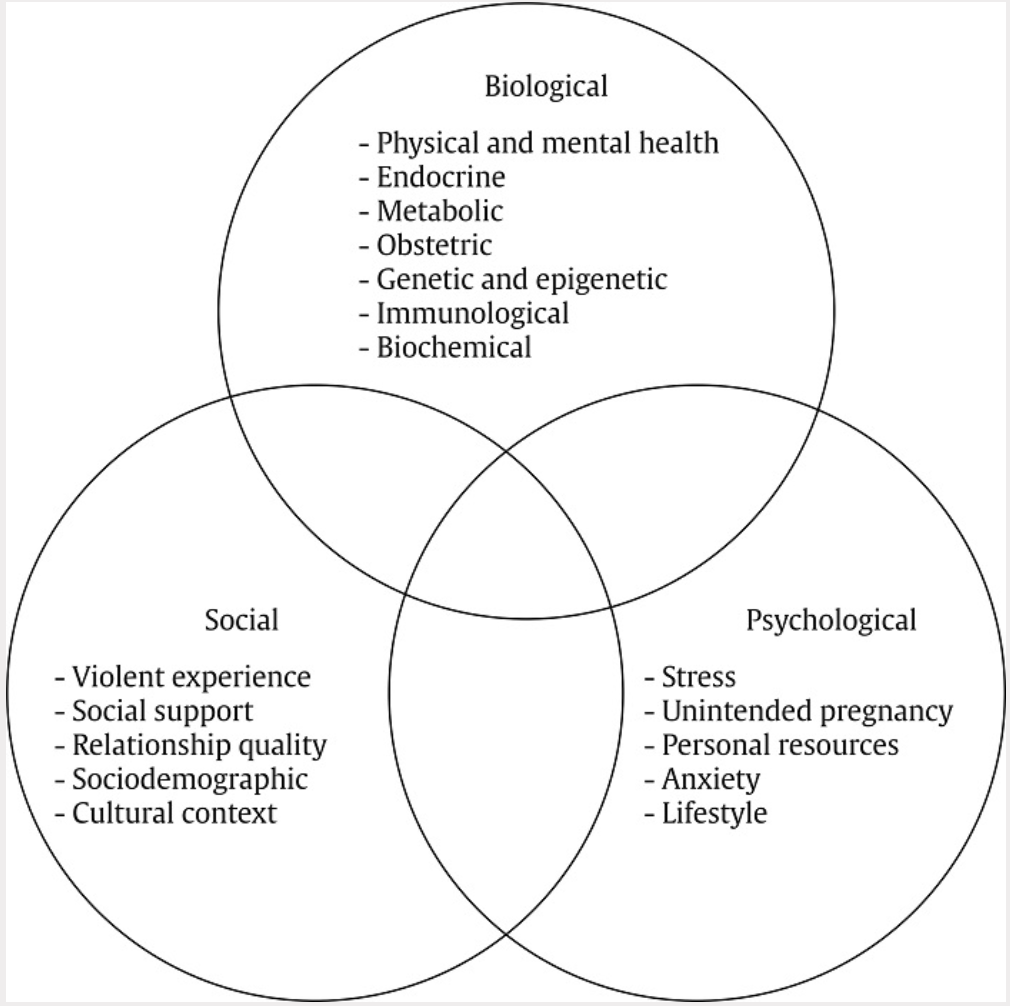 Biological
- Physical and mental health
- Endocrine
- Metabolic
- Obstetric
- Genetic and epigenetic
- Immunological
- Biochemical
Social
- Violent experience
- Social support
- Relationship quality
- Sociodemographic
- Cultural context
Psychological
- Stress
- Unintended pregnancy
- Personal resources
- Anxiety
- Lifestyle